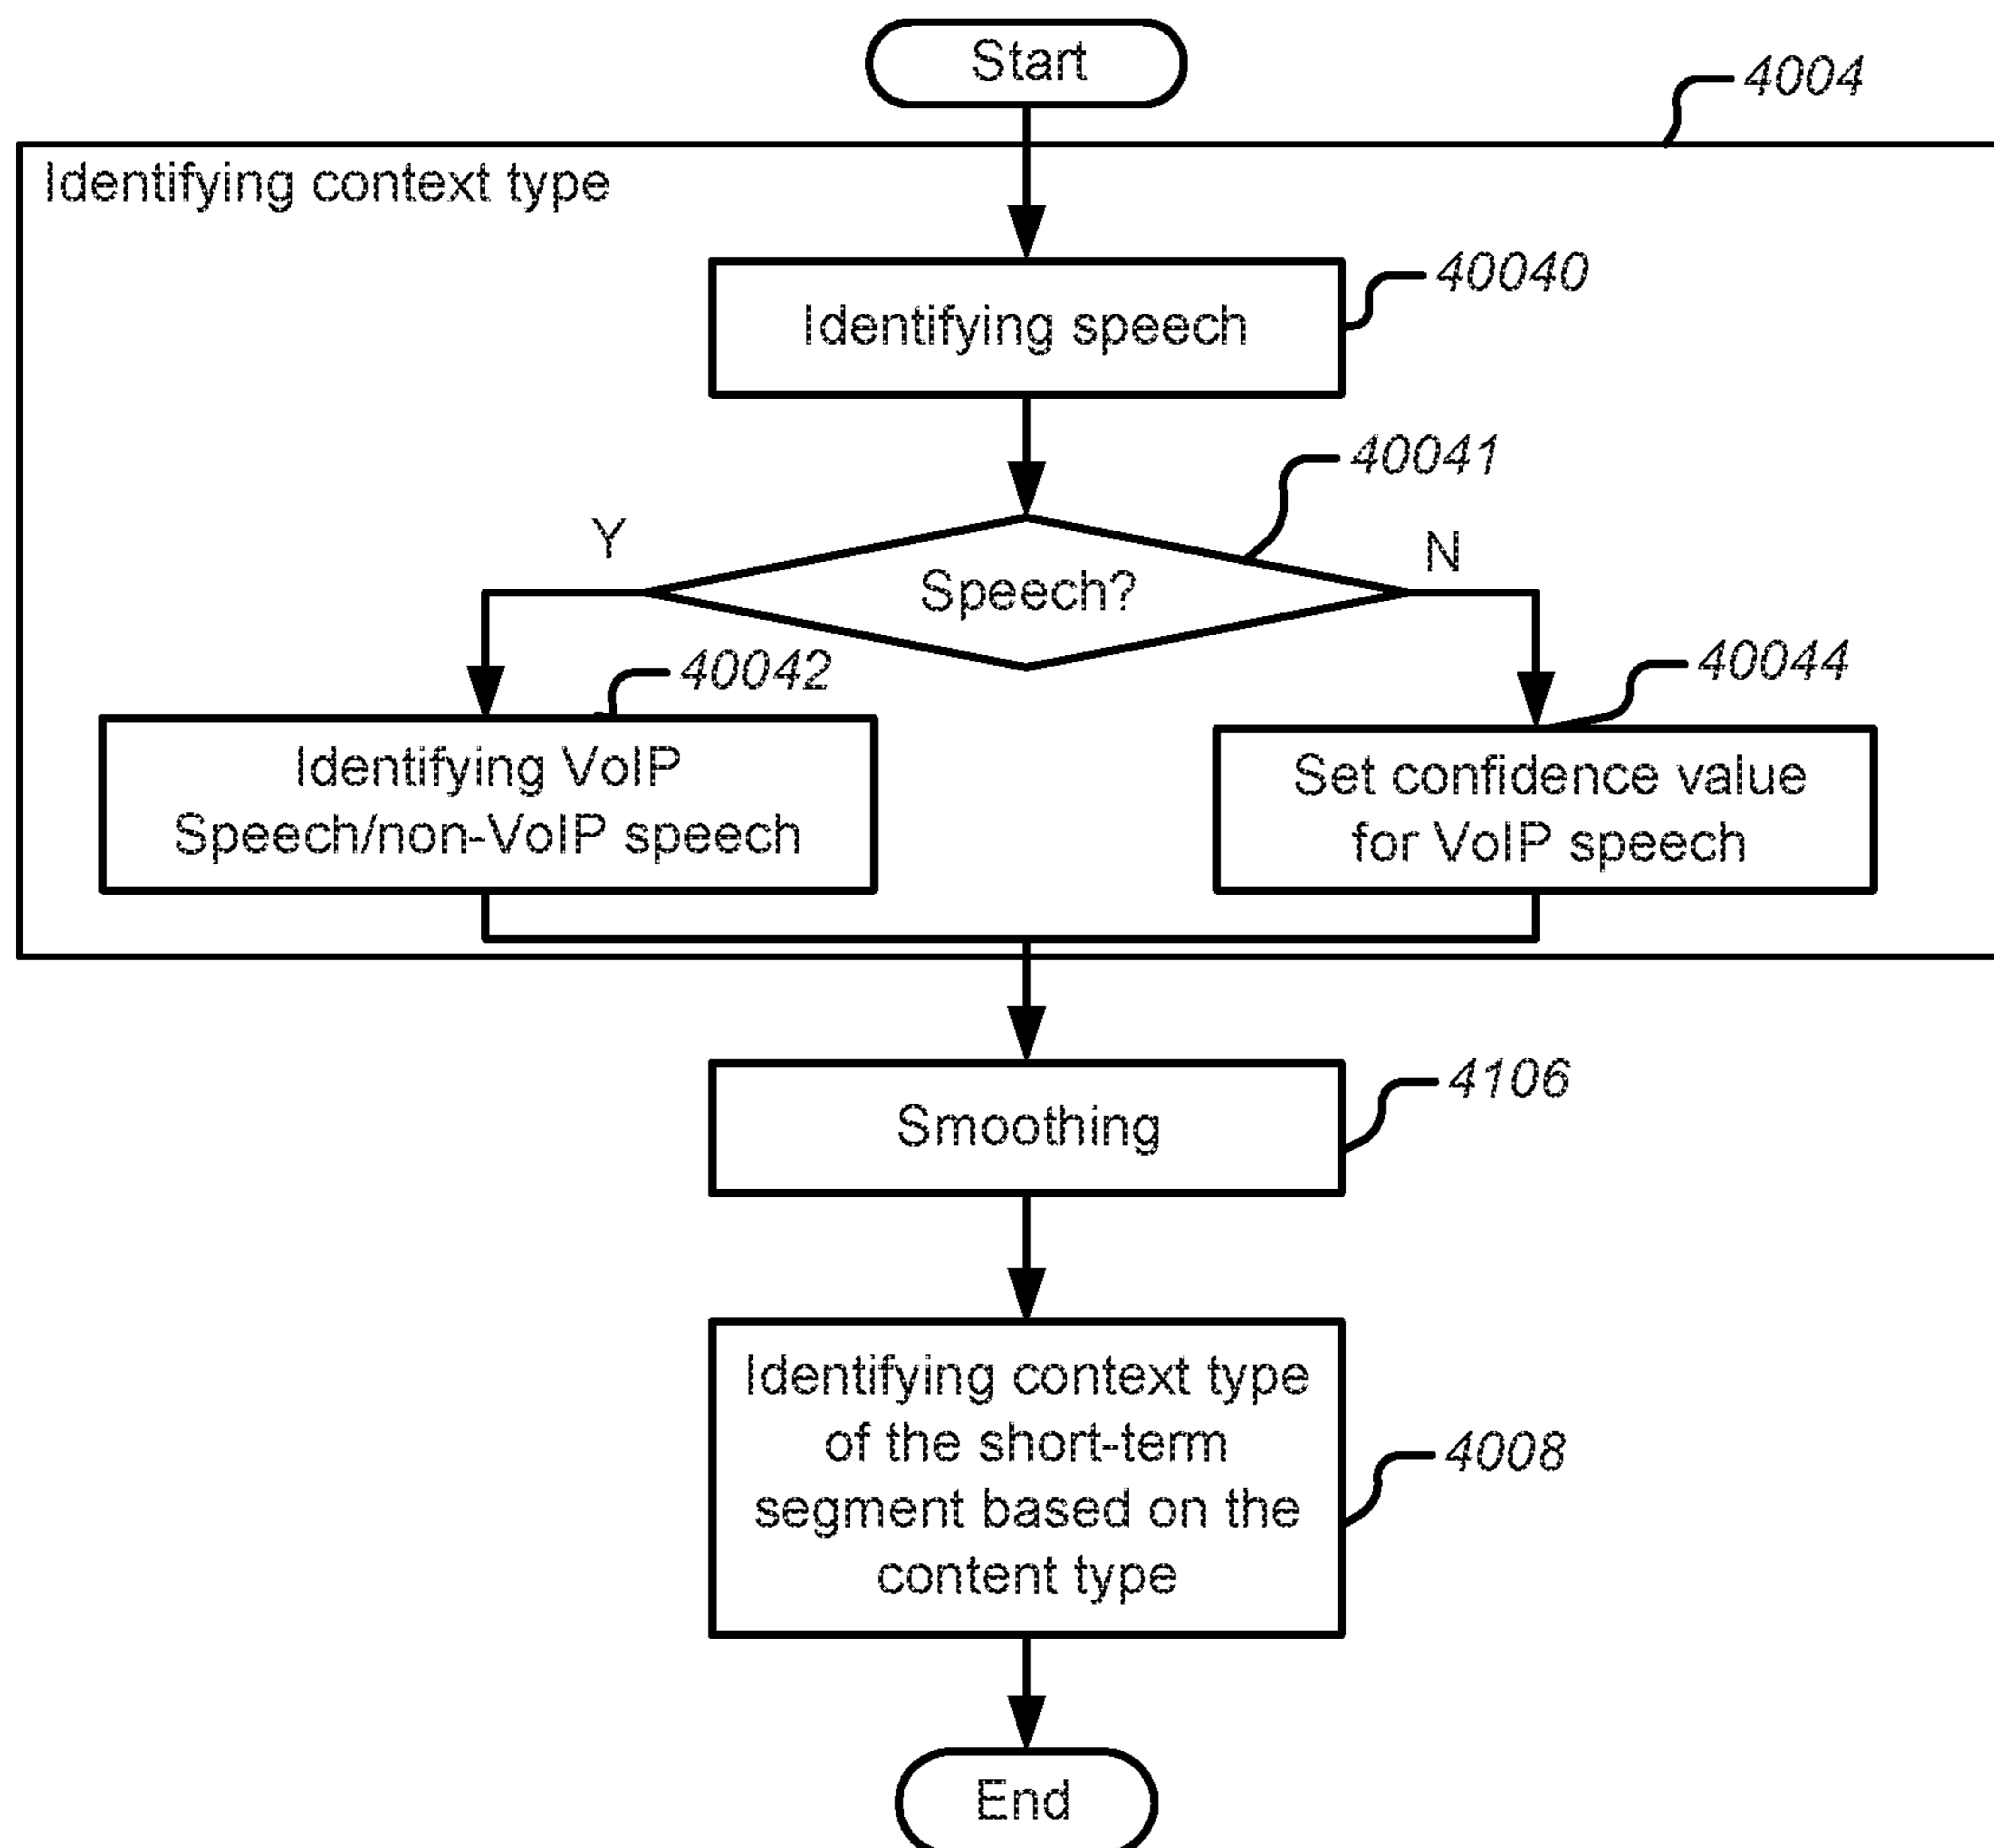 Start
4004
Identifying context type
40040
Identifying speech
40041
Y
N
Speech?
40042
40044
Identifying VoIP
Speech/non-VoIP speech
Set confidence value
for VoIP speech
4106
Smoothing
Identifying context type
of the short-term
segment based on the
content type
4008
End